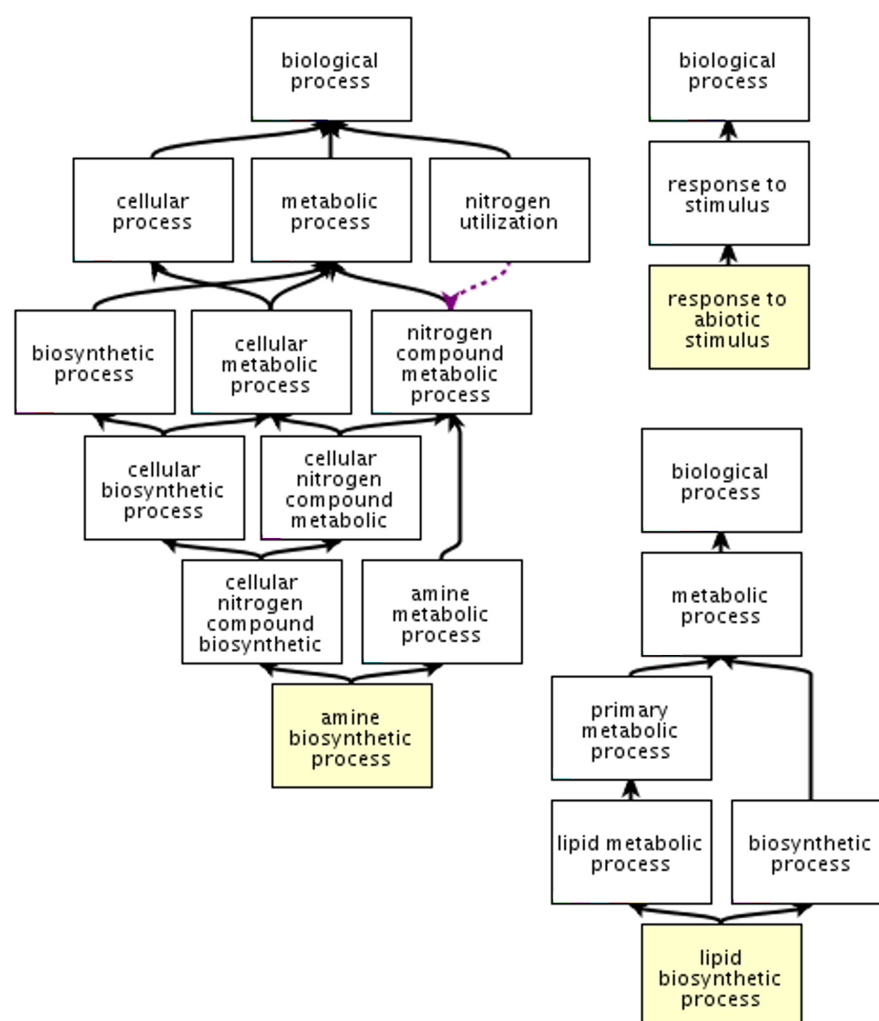 biological
process
cellular
process
metabolic
process
nitrogen
utilization
biosynthetic
process
cellular
metabolic
process
nitrogen
compound
metabolic
process
cellular
biosynthetic
process
cellular
nitrogen
compound
metabolic
cellular
nitrogen
compound
biosynthetic
amine
metabolic
process
amine
biosynthetic
process
biological
process
response to
stimulus
response to
abiotic
stimulus
biological
process
metabolic
process
primary
metabolic
process
lipid metabolic
process
biosynthetic
process
lipid
biosynthetic
process